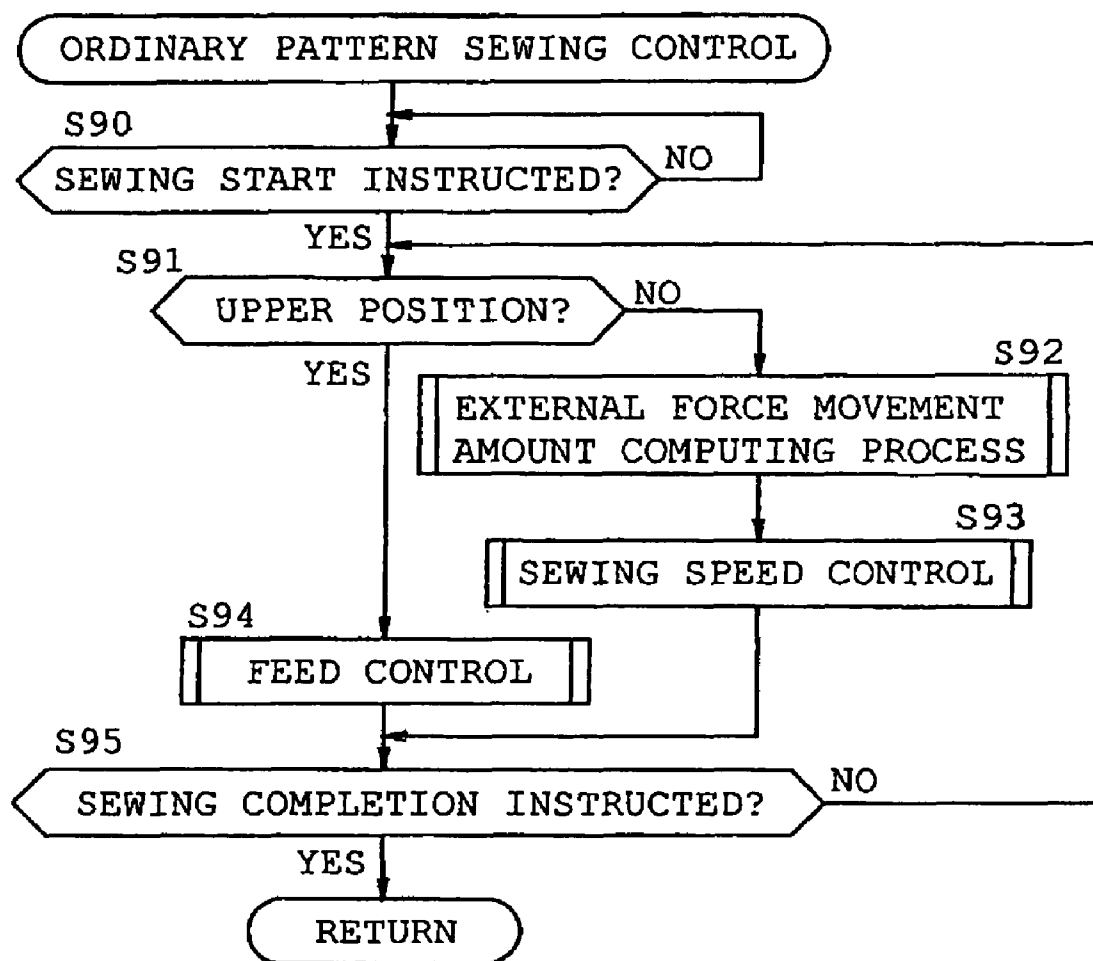 ORDINARY PATTERN SEWING CONTROL
S90
SEWING START INSTRUCTED?
NO
YES
S91
UPPER POSITION?
NO
YES
S92
EXTERNAL FORCE MOVEMENT
AMOUNT COMPUTING PROCESS
S93
SEWING SPEED CONTROL
S94
FEED CONTROL
S95
SEWING COMPLETION INSTRUCTED?
NO
YES
RETURN